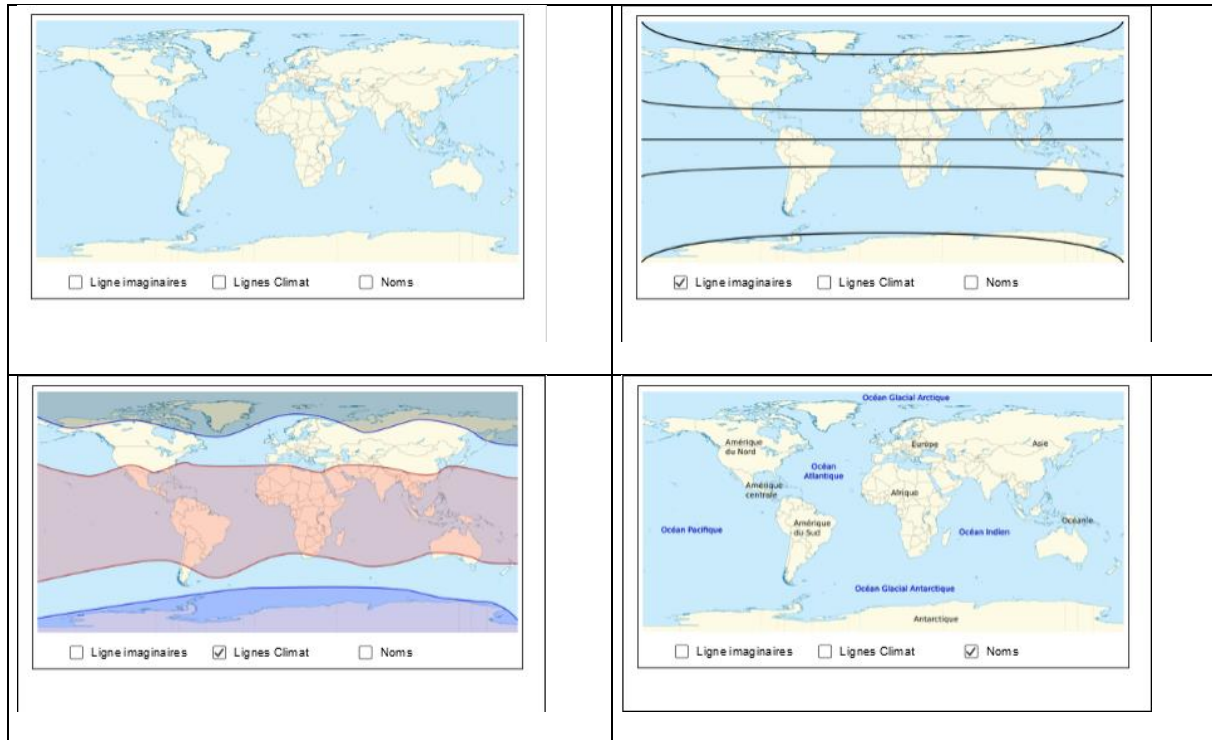 Ligne imaginaires Lignes Climat Noms
Ligne imaginaires Lignes Climat Noms
Ligne imaginaires Lignes Climat Noms
Océan Glacial Arctique
Amérique
du Nord
Europe
Asie
Océan
Atlantique
Amérique
centrale
Afrique
Océan Pacifique
Amérique
du Sud
Océan Indien
Océanie
Océan Glacial Antarctique
Antarctique
Ligne imaginaires Lignes Climat Noms